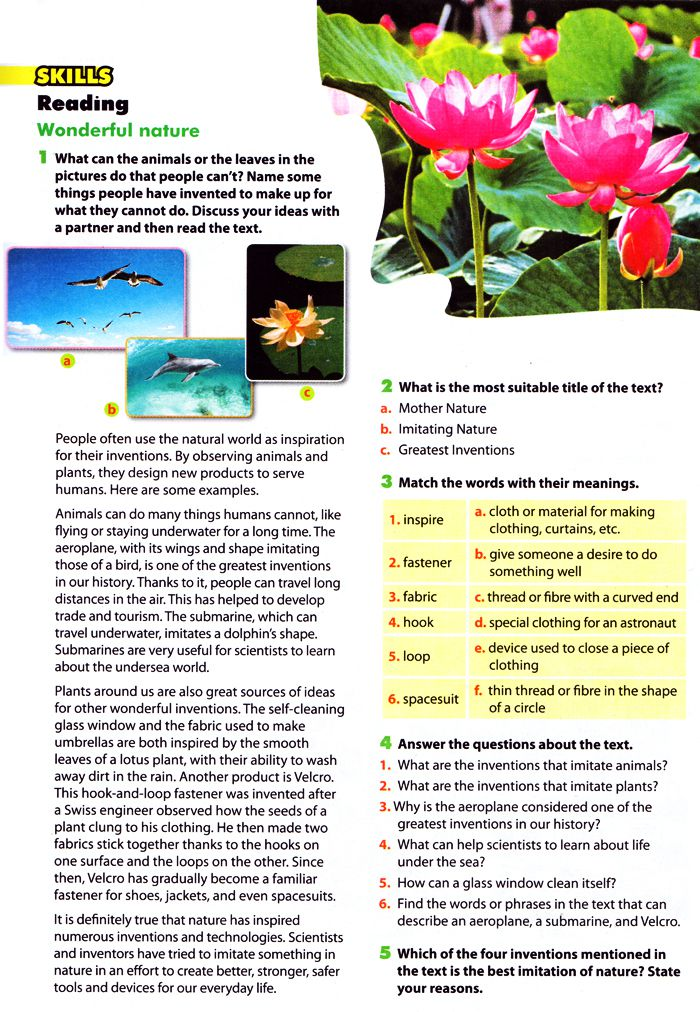 SKILLS
Reading
Wonderful nature
1 What can the animals or the leaves in the
pictures do that people can't? Name some
things people have invented to make up for
what they cannot do. Discuss your ideas with
a partner and then read the text.
a
b
c
People often use the natural world as inspiration
for their inventions. By observing animals and
plants, they design new products to serve
humans. Here are some examples.
Animals can do many things humans cannot, like
flying or staying underwater for a long time. The
aeroplane, with its wings and shape imitating
those of a bird, is one of the greatest inventions
in our history. Thanks to it, people can travel long
distances in the air. This has helped to develop
trade and tourism. The submarine, which can
travel underwater, imitates a dolphin's shape.
Submarines are very useful for scientists to learn
about the undersea world.
Plants around us are also great sources of ideas
for other wonderful inventions. The self-cleaning
glass window and the fabric used to make
umbrellas are both inspired by the smooth
leaves of a lotus plant, with their ability to wash
away dirt in the rain. Another product is Velcro.
This hook-and-loop fastener was invented after
a Swiss engineer observed how the seeds of a
plant clung to his clothing. He then made two
fabrics stick together thanks to the hooks on
one surface and the loops on the other. Since
then, Velcro has gradually become a familiar
fastener for shoes, jackets, and even spacesuits.
It is definitely true that nature has inspired
numerous inventions and technologies. Scientists
and inventors have tried to imitate something in
nature in an effort to create better, stronger, safer
tools and devices for our everyday life.
2 What is the most suitable title of the text?
a. Mother Nature
b. Imitating Nature
c. Greatest Inventions
3 Match the words with their meanings.
1. inspire
a. cloth or material for making
clothing, curtains, etc.
2. fastener
b. give someone a desire to do
something well
3. fabric
c. thread or fibre with a curved end
4. hook
d. special clothing for an astronaut
5. loop
e. device used to close a piece of
clothing
6. spacesuit
f. thin thread or fibre in the shape
of a circle
4 Answer the questions about the text.
1. What are the inventions that imitate animals?
2. What are the inventions that imitate plants?
3. Why is the aeroplane considered one of the
greatest inventions in our history?
4. What can help scientists to learn about life
under the sea?
5. How can a glass window clean itself?
6. Find the words or phrases in the text that can
describe an aeroplane, a submarine, and Velcro.
5 Which of the four inventions mentioned in
the text is the best imitation of nature? State
your reasons.